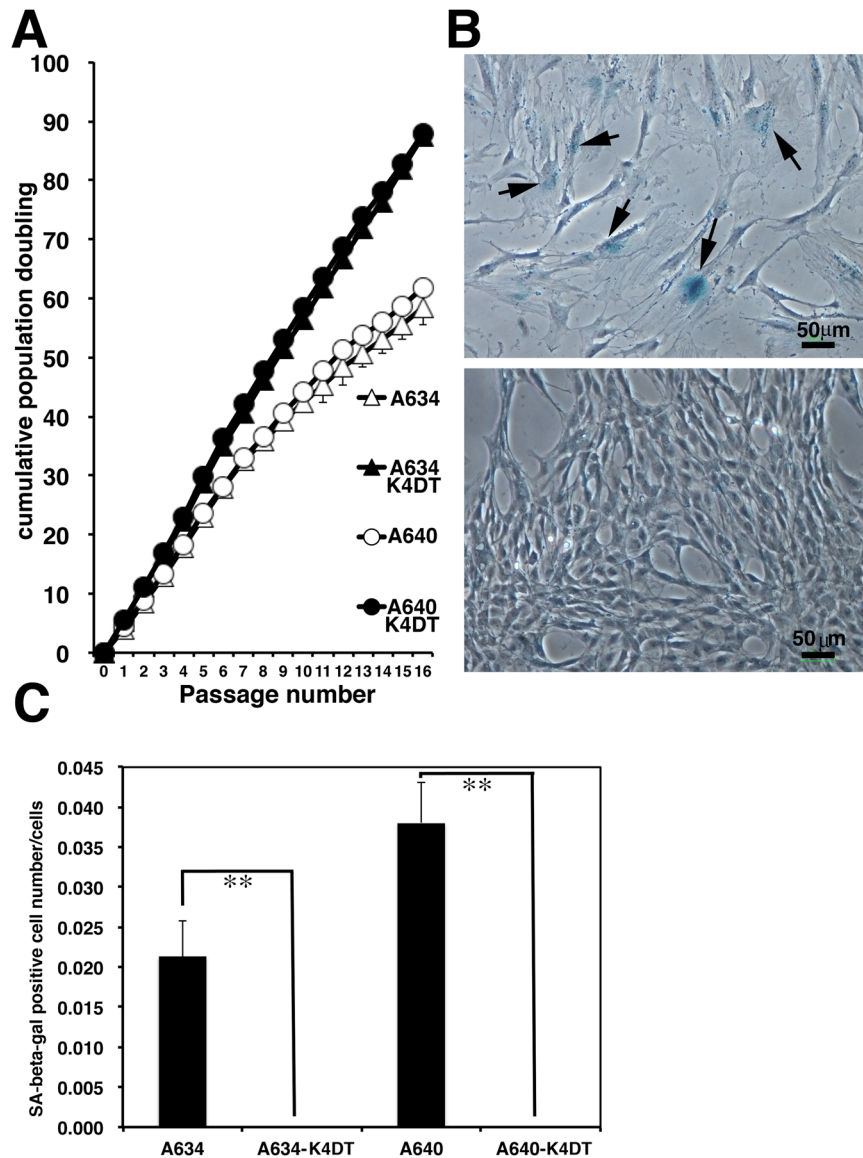 A
100
90
80
70
60
50
40
30
20
10
0
cumulative population doubling
0 1 2 3 4 5 6 7 8 9 10 11 12 13 14 15 16
Passage number
A634
A634
K4DT
A640
A640
K4DT
B
50μm
50μm
C
0.045
0.040
0.035
0.030
0.025
0.020
0.015
0.010
0.005
0.000
SA-beta-gal positive cell number/cells
**
**
A634 A634-K4DT A640 A640-K4DT